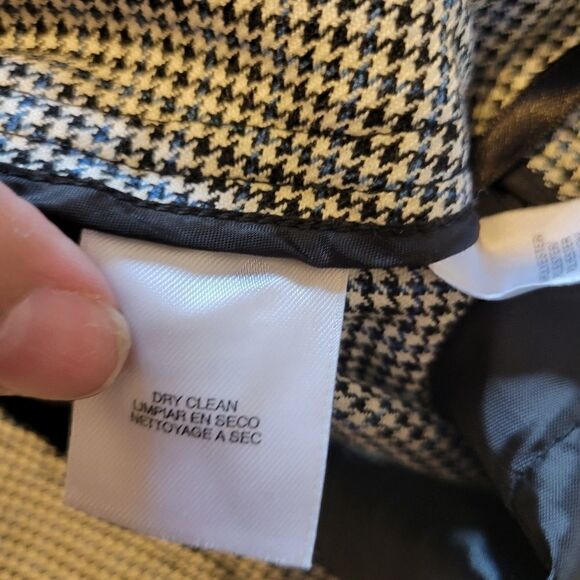 DRY CLEAN
LIMPIAR EN SECO
NETTOYAGE A SEC